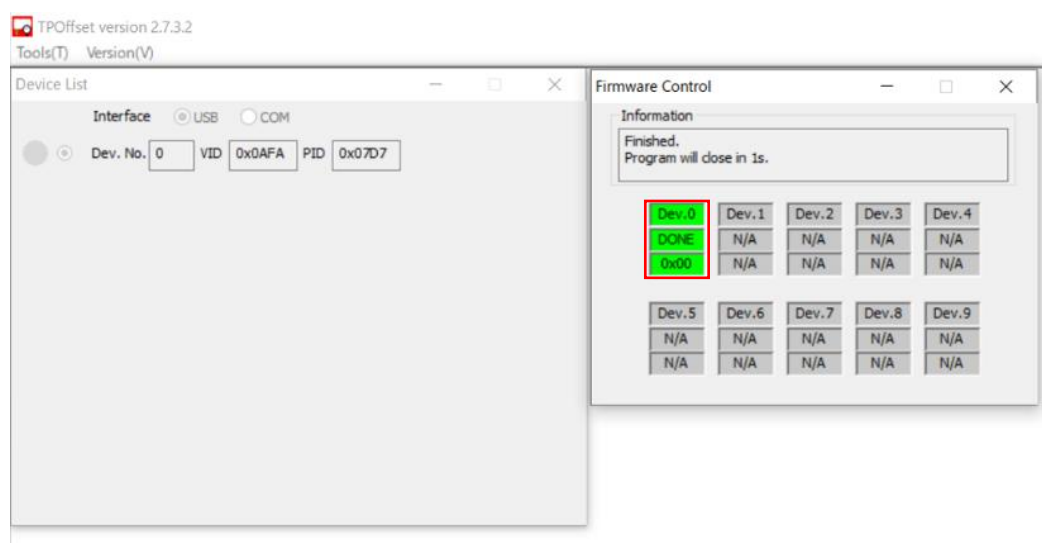 TPOffset version 2.7.3.2
Tools(T) Version(V)
Device List
Interface USB COM
Dev. No. 0 VID 0x0AFA PID 0x07D7
Firmware Control
Information
Finished.
Program will close in 1s.
Dev.0 Dev.1 Dev.2 Dev.3 Dev.4
DONE N/A N/A N/A N/A
0x00 N/A N/A N/A N/A
Dev.5 Dev.6 Dev.7 Dev.8 Dev.9
N/A N/A N/A N/A N/A
N/A N/A N/A N/A N/A